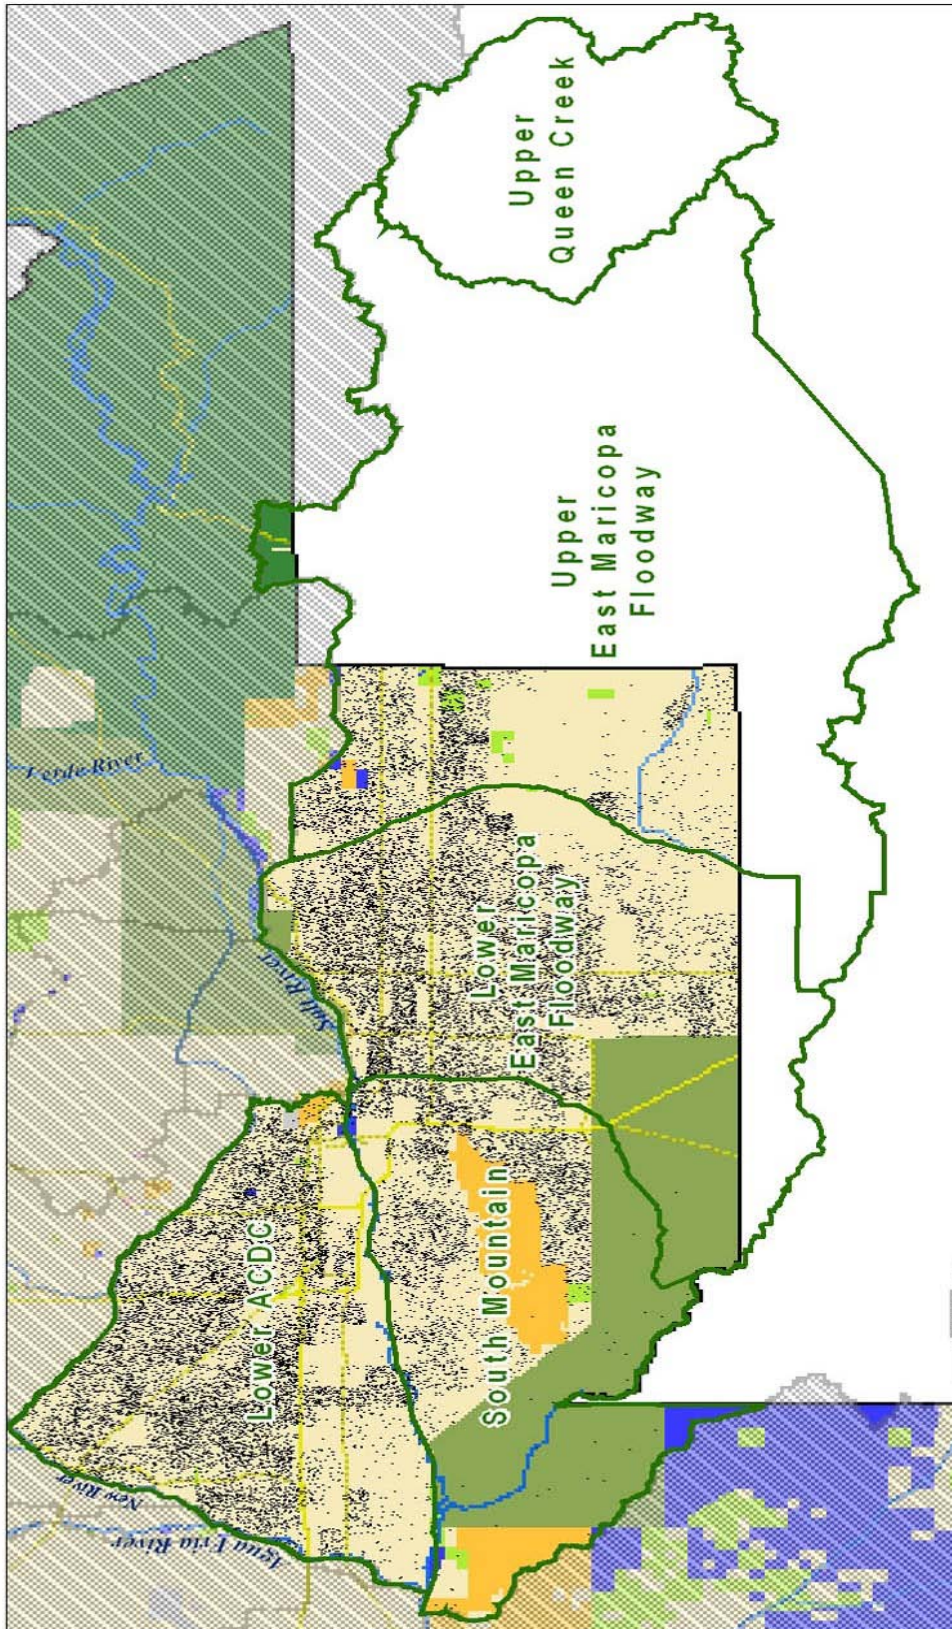 Upper
Queen Creek
Upper
East Maricopa
Floodway
Verde River
Salt River
Lower
East Maricopa
Floodway
Lower ACDC
South Mountain
New River
Agua Fria River